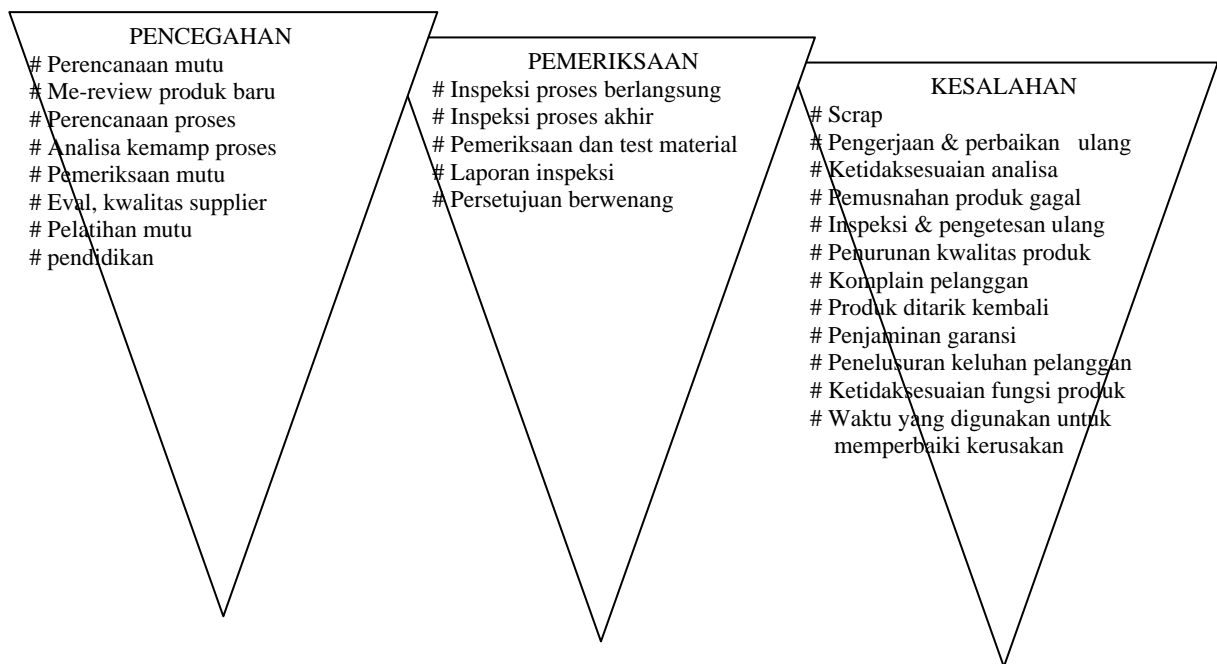 PENCEGAHAN
# Perencanaan mutu
# Me-review produk baru
# Perencanaan proses
# Analisa kemamp proses
# Pemeriksaan mutu
# Eval, kwalitas supplier
# Pelatihan mutu
# pendidikan
PEMERIKSAAN
# Inspeksi proses berlangsung
# Inspeksi proses akhir
# Pemeriksaan dan test material
# Laporan inspeksi
# Persetujuan berwenang
KESALAHAN
# Scrap
# Pengerjaan & perbaikan ulang
# Ketidaksesuaian analisa
# Pemusnahan produk gagal
# Inspeksi & pengetesan ulang
# Penurunan kwalitas produk
# Komplain pelanggan
# Produk ditarik kembali
# Penjaminan garansi
# Penelusuran keluhan pelanggan
# Ketidaksesuaian fungsi produk
# Waktu yang digunakan untuk
memperbaiki kerusakan